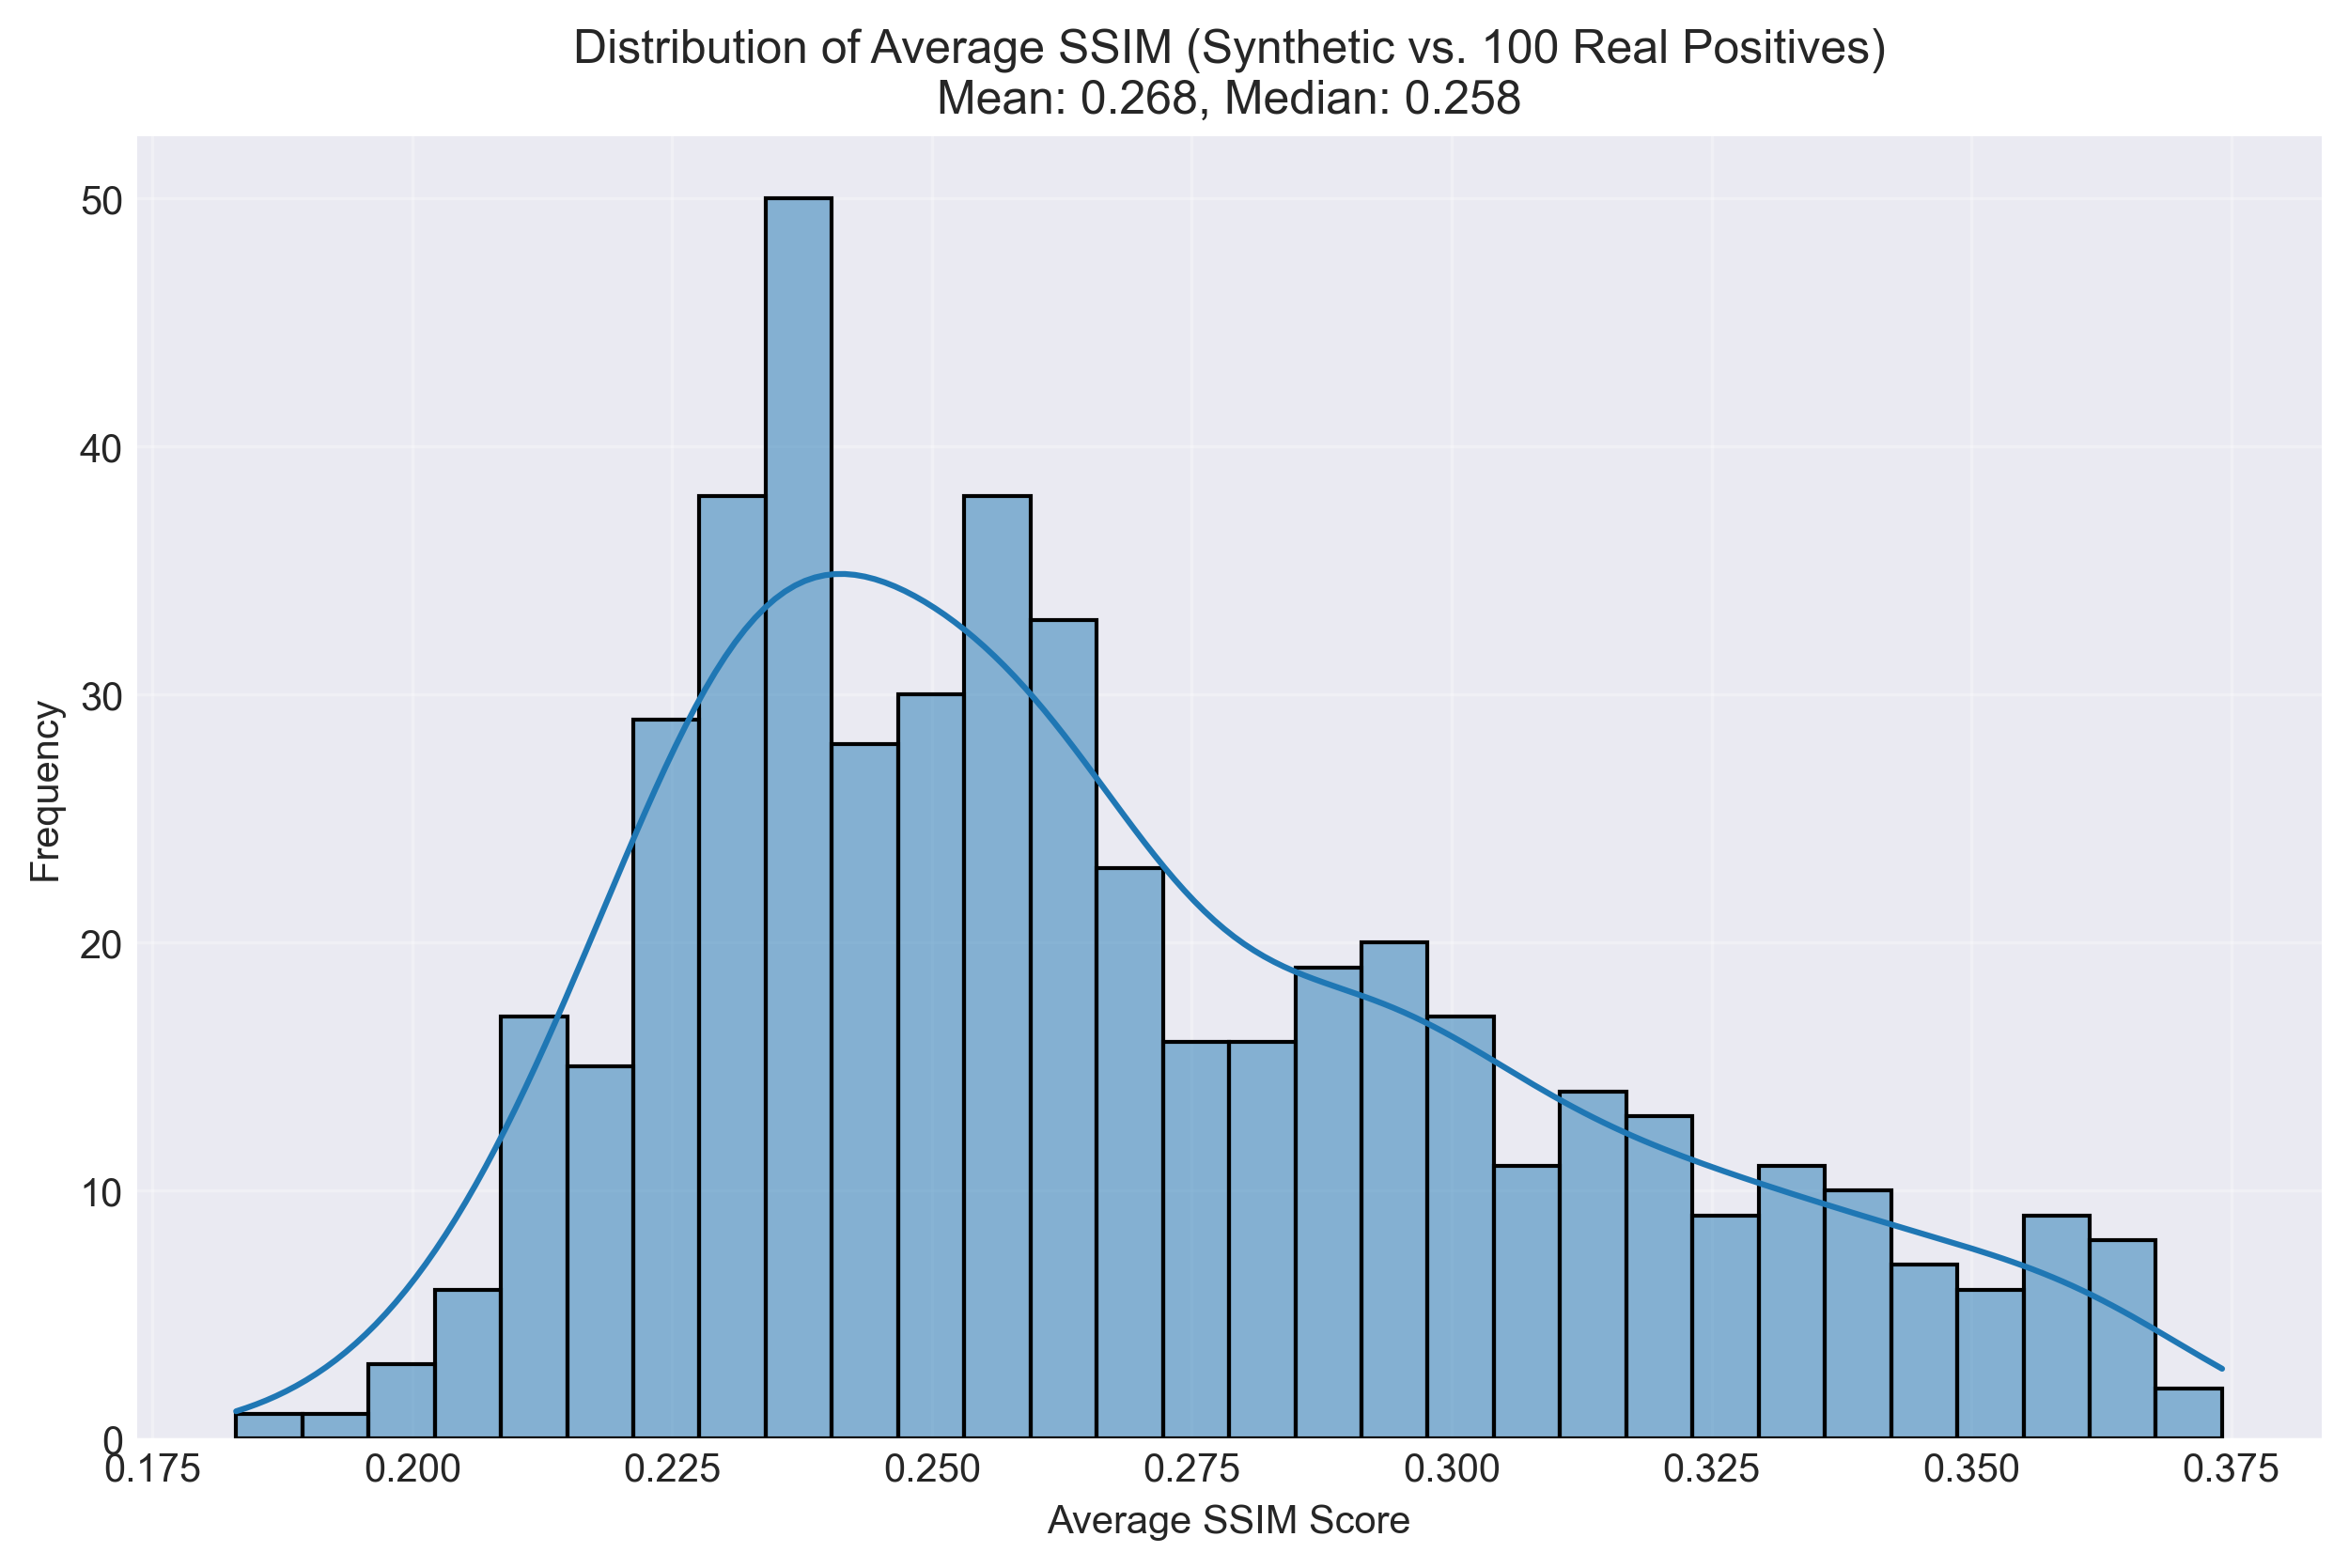 Distribution of Average SSIM (Synthetic vs. 100 Real Positives)
Mean: 0.268, Median: 0.258
50
40
30
20
10
0
Frequency
0.175 0.200 0.225 0.250 0.275 0.300 0.325 0.350 0.375
Average SSIM Score